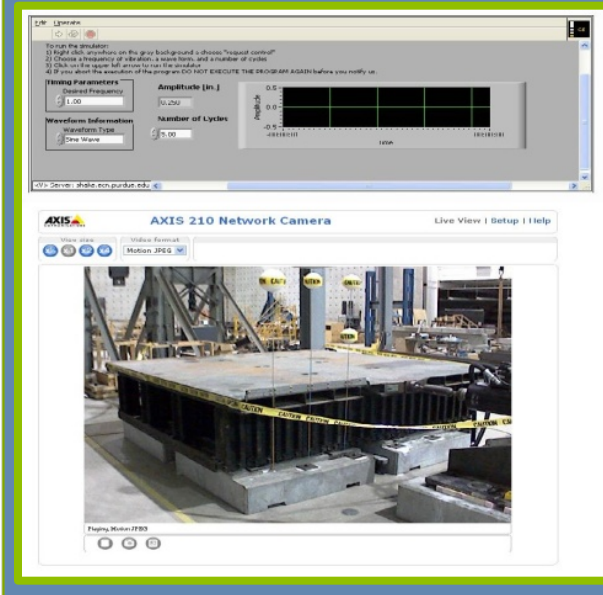 Edit Operate
To run the simulator:
1) Right click anywhere on the gray background & choose "request control"
2) Choose a frequency of vibration, a wave form, and a number of cycles
3) Click on the upper left arrow to run the simulator
4) If you abort the execution of the program DO NOT EXECUTE THE PROGRAM AGAIN before you notify us.
Timing Parameters
Desired Frequency
1.00
Amplitude [in.]
0.250
Waveform Information
Waveform Type
Sine Wave
Number of Cycles
5.00
Amplitude
0.5
0.0
-0.5
Time
Server: shake.ecn.purdue.edu
AXIS
AXIS 210 Network Camera
Live View | Setup | Help
View size
Video format
Motion JPEG
CAUTION
CAUTION
CAUTION
CAUTION
CAUTION
Playing, Motion JPEG